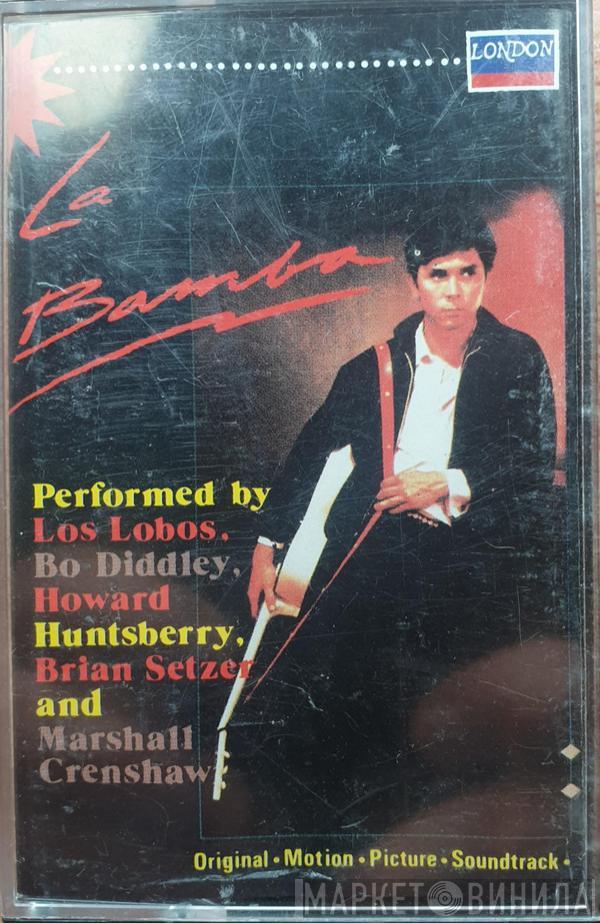 LONDON
La
Bamba
Performed by
Los Lobos,
Bo Diddley,
Howard
Huntsberry,
Brian Setzer
and
Marshall
Crenshaw
Original • Motion • Picture • Soundtrack •
МАРКЕТ ВИНИЛА